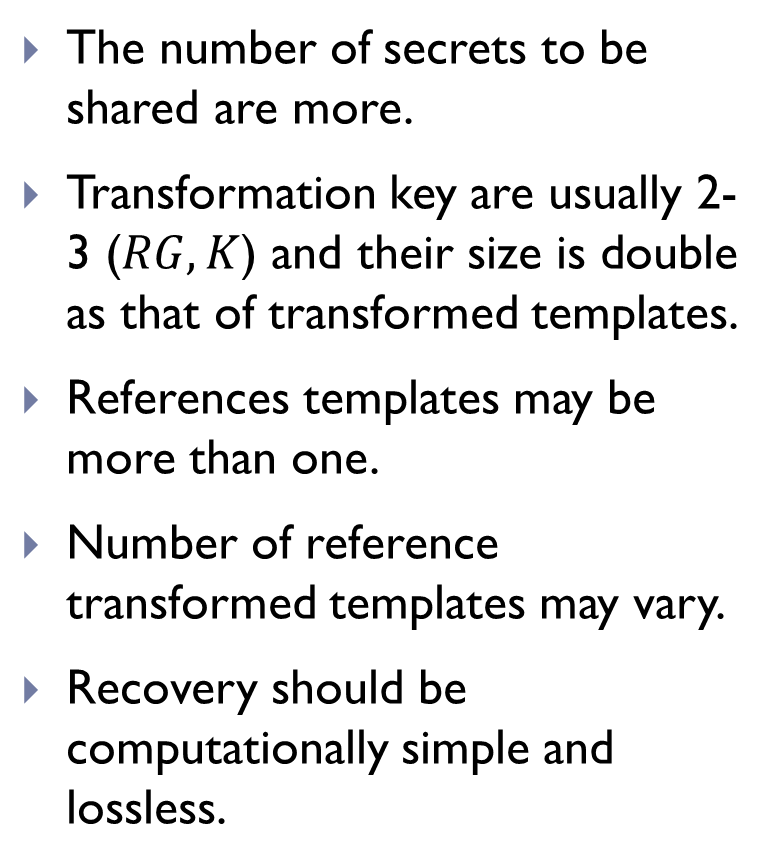 The number of secrets to be
shared are more.
Transformation key are usually 2-
3 (RG, K) and their size is double
as that of transformed templates.
References templates may be
more than one.
Number of reference
transformed templates may vary.
Recovery should be
computationally simple and
lossless.